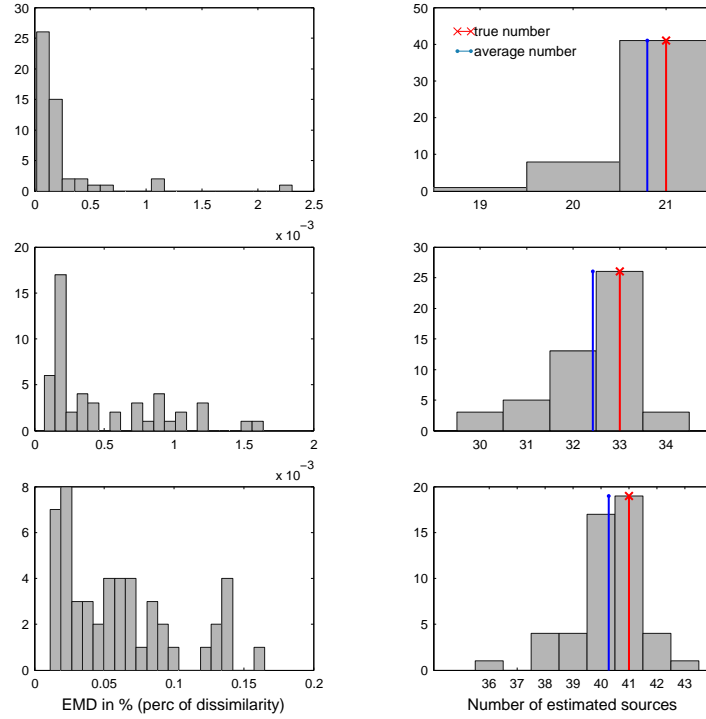 30
25
20
15
10
5
0
0 0.5 1 1.5 2 2.5
x 10⁻³
50
40
30
20
10
0
19 20 21
true number
average number
20
15
10
5
0
0 0.5 1 1.5 2
x 10⁻³
30
25
20
15
10
5
0
30 31 32 33 34
8
6
4
2
0
0 0.05 0.1 0.15 0.2
EMD in % (perc of dissimilarity)
20
15
10
5
0
36 37 38 39 40 41 42 43
Number of estimated sources